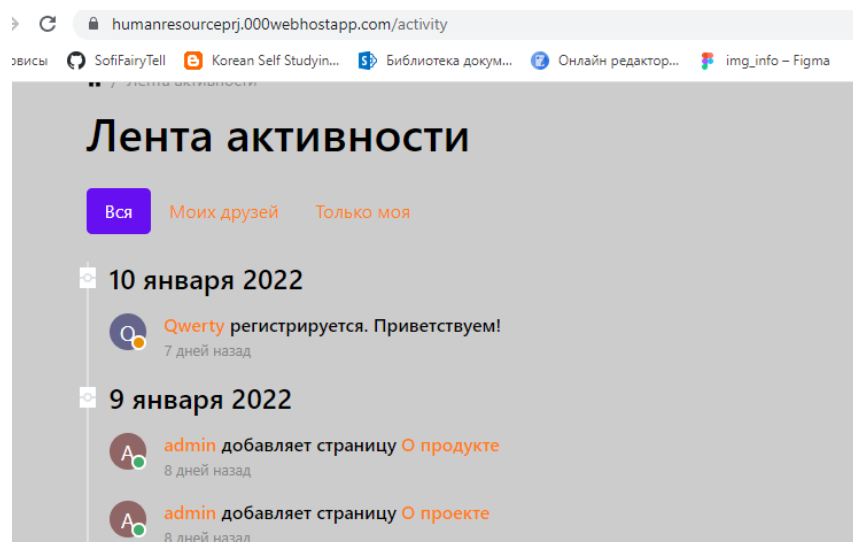 humanresourceprj.000webhostapp.com/activity
рвисы SofiFairyTell Korean Self Studyin... Библиотека докум... Онлайн редактор... img_info – Figma
/ Лента активности
Лента активности
Вся Моих друзей Только моя
10 января 2022
Q Qwerty регистрируется. Приветствуем!
7 дней назад
9 января 2022
A admin добавляет страницу О продукте
8 дней назад
A admin добавляет страницу О проекте
8 дней назад